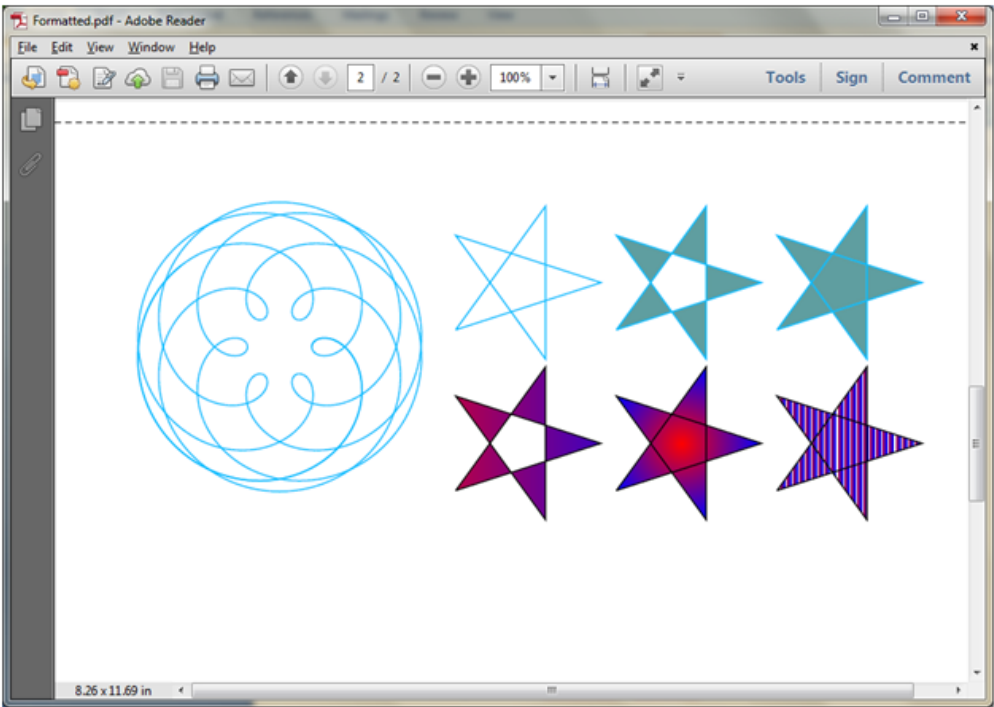 Formatted.pdf - Adobe Reader
File Edit View Window Help
2 / 2 100% Tools Sign Comment
8.26 x 11.69 in